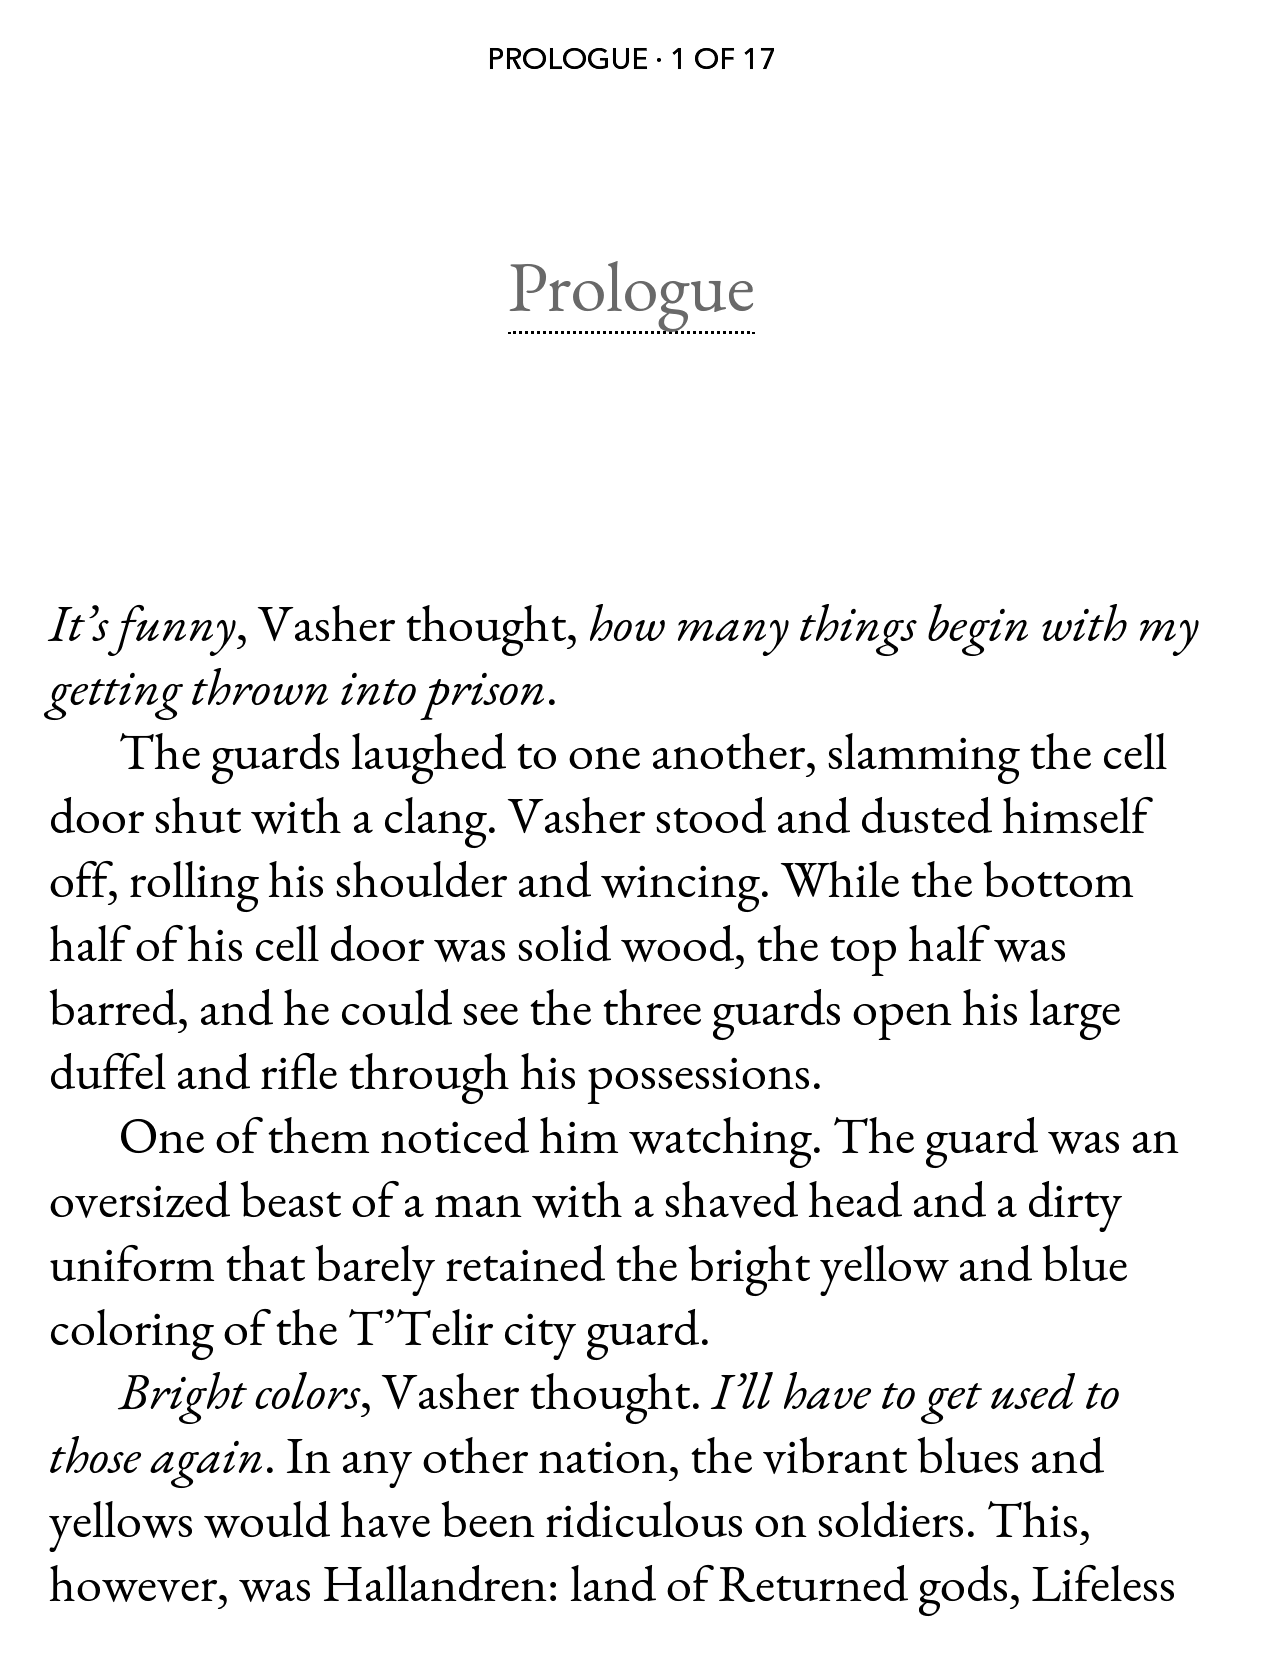 PROLOGUE · 1 OF 17
Prologue
It’s funny, Vasher thought, how many things begin with my
getting thrown into prison.
The guards laughed to one another, slamming the cell
door shut with a clang. Vasher stood and dusted himself
off, rolling his shoulder and wincing. While the bottom
half of his cell door was solid wood, the top half was
barred, and he could see the three guards open his large
duffel and rifle through his possessions.
One of them noticed him watching. The guard was an
oversized beast of a man with a shaved head and a dirty
uniform that barely retained the bright yellow and blue
coloring of the T’Telir city guard.
Bright colors, Vasher thought. I’ll have to get used to
those again. In any other nation, the vibrant blues and
yellows would have been ridiculous on soldiers. This,
however, was Hallandren: land of Returned gods, Lifeless